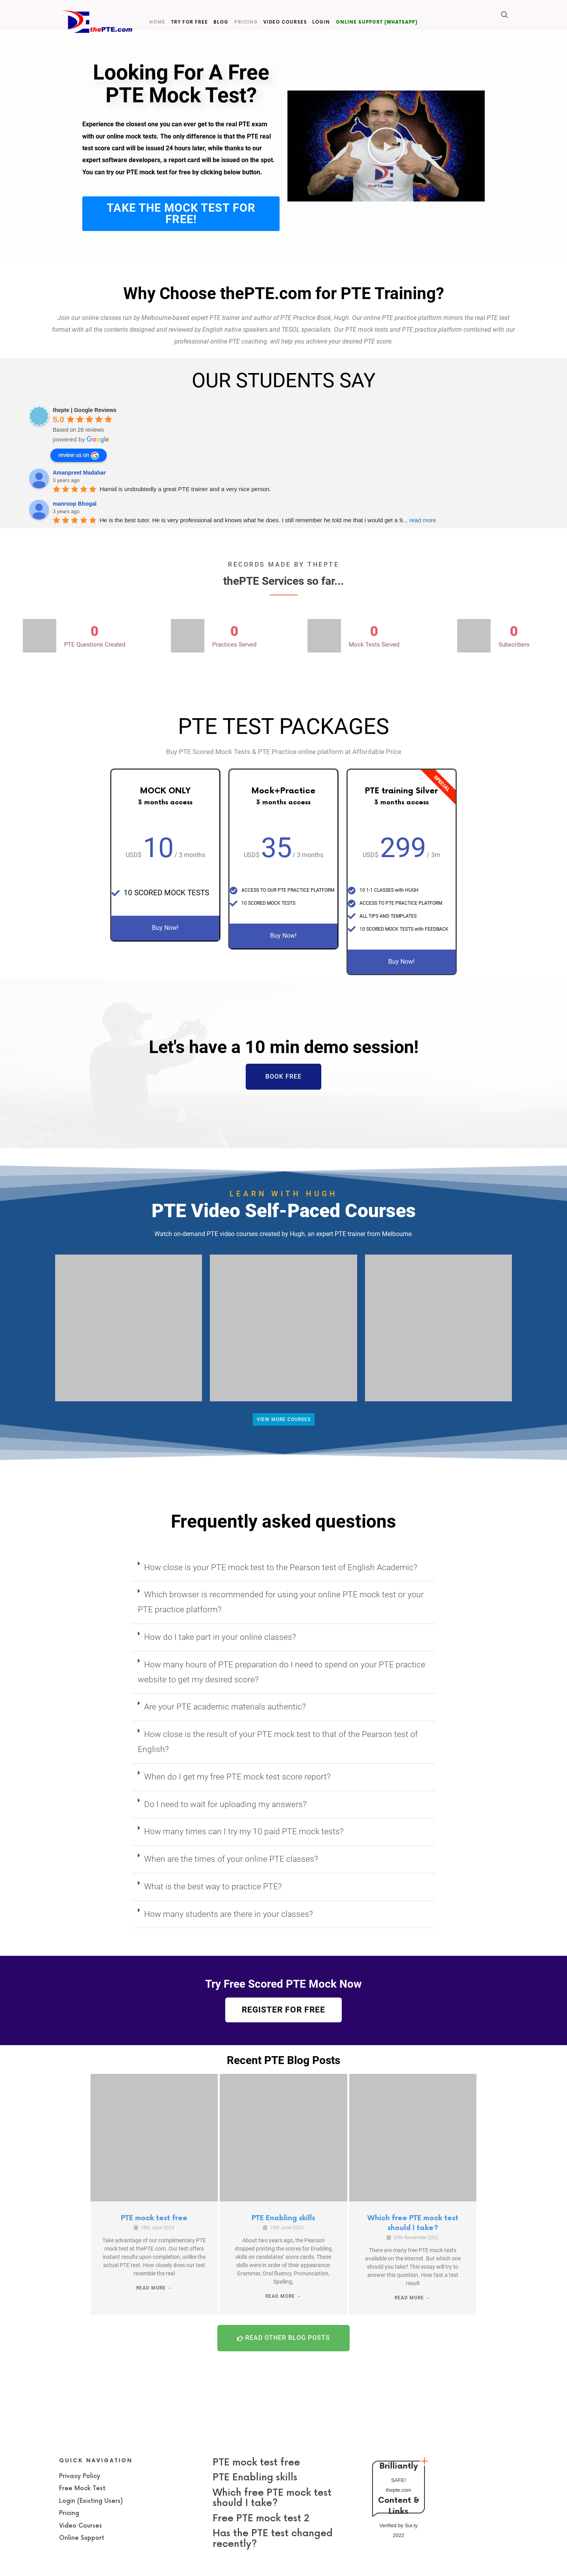 thePTE.com
HOME TRY FOR FREE BLOG PRICING VIDEO COURSES LOGIN ONLINE SUPPORT (WHATSAPP)
Looking For A Free
PTE Mock Test?
Experience the closest one you can ever get to the real PTE exam
with our online mock tests. The only difference is that the PTE real
test score card will be issued 24 hours later, while thanks to our
expert software developers, a report card will be issued on the spot.
You can try our PTE mock test for free by clicking below button.
TAKE THE MOCK TEST FOR
FREE!
thePTE.com
Why Choose thePTE.com for PTE Training?
Join our online classes run by Melbourne-based expert PTE trainer and author of PTE Practice Book, Hugh. Our online PTE practice platform mirrors the real PTE test
format with all the contents designed and reviewed by English native speakers and TESOL specialists. Our PTE mock tests and PTE practice platform combined with our
professional online PTE coaching, will help you achieve your desired PTE score.
OUR STUDENTS SAY
thepte | Google Reviews
5.0
Based on 28 reviews
powered by Google
review us on G
Amanpreet Madahar
3 years ago
Hamid is undoubtedly a great PTE trainer and a very nice person.
manroop Bhogal
3 years ago
He is the best tutor. He is very professional and knows what he does. I still remember he told me that i would get a 9... read more
RECORDS MADE BY THEPTE
thePTE Services so far...
0
PTE Questions Created
0
Practices Served
0
Mock Tests Served
0
Subscribers
PTE TEST PACKAGES
Buy PTE Scored Mock Tests & PTE Practice online platform at Affordable Price
MOCK ONLY
3 months access
USD$ 10 / 3 months
10 SCORED MOCK TESTS
Buy Now!
Mock+Practice
3 months access
USD$ 35 / 3 months
ACCESS TO OUR PTE PRACTICE PLATFORM
10 SCORED MOCK TESTS
Buy Now!
SPECIAL
PTE training Silver
3 months access
USD$ 299 / 3m
10 1-1 CLASSES with HUGH
ACCESS TO PTE PRACTICE PLATFORM
ALL TIPS AND TEMPLATES
10 SCORED MOCK TESTS with FEEDBACK
Buy Now!
Let's have a 10 min demo session!
BOOK FREE
LEARN WITH HUGH
PTE Video Self-Paced Courses
Watch on-demand PTE video courses created by Hugh, an expert PTE trainer from Melbourne.
VIEW MORE COURSES
Frequently asked questions
How close is your PTE mock test to the Pearson test of English Academic?
Which browser is recommended for using your online PTE mock test or your
PTE practice platform?
How do I take part in your online classes?
How many hours of PTE preparation do I need to spend on your PTE practice
website to get my desired score?
Are your PTE academic materials authentic?
How close is the result of your PTE mock test to that of the Pearson test of
English?
When do I get my free PTE mock test score report?
Do I need to wait for uploading my answers?
How many times can I try my 10 paid PTE mock tests?
When are the times of your online PTE classes?
What is the best way to practice PTE?
How many students are there in your classes?
Try Free Scored PTE Mock Now
REGISTER FOR FREE
Recent PTE Blog Posts
PTE mock test free
18th June 2023
Take advantage of our complimentary PTE
mock test at thePTE.com. Our test offers
instant results upon completion, unlike the
actual PTE test. How closely does our test
resemble the real
READ MORE →
PTE Enabling skills
15th June 2023
About two years ago, the Pearson
stopped printing the scores for Enabling
skills on candidates' score cards. These
skills were in order of their appearance:
Grammar, Oral fluency, Pronunciation,
Spelling,
READ MORE →
Which free PTE mock test
should I take?
30th November 2022
There are many free PTE mock tests
available on the internet. But which one
should you take? This essay will try to
answer this question. How fast a test
result
READ MORE →
READ OTHER BLOG POSTS
QUICK NAVIGATION
Privacy Policy
Free Mock Test
Login (Existing Users)
Pricing
Video Courses
Online Support
PTE mock test free
PTE Enabling skills
Which free PTE mock test
should I take?
Free PTE mock test 2
Has the PTE test changed
recently?
Brilliantly
SAFE!
thepte.com
Content &
Links
Verified by Sur.ly
2022